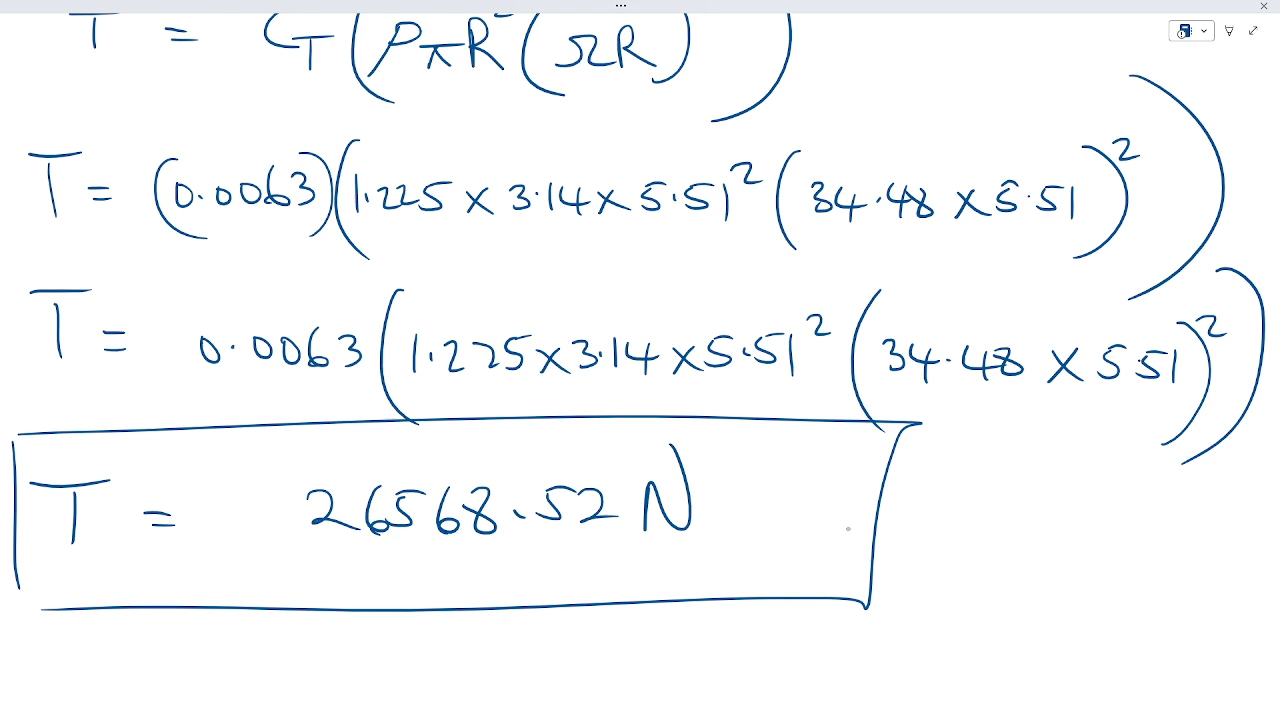 T = C_T (ρπR² (ΩR) )
T = (0.0063)(1.225 × 3.14 × 5.51² (34.48 × 5.51)²)
T = 0.0063 (1.225 × 3.14 × 5.51² (34.48 × 5.51)²)
T = 26568.52 N